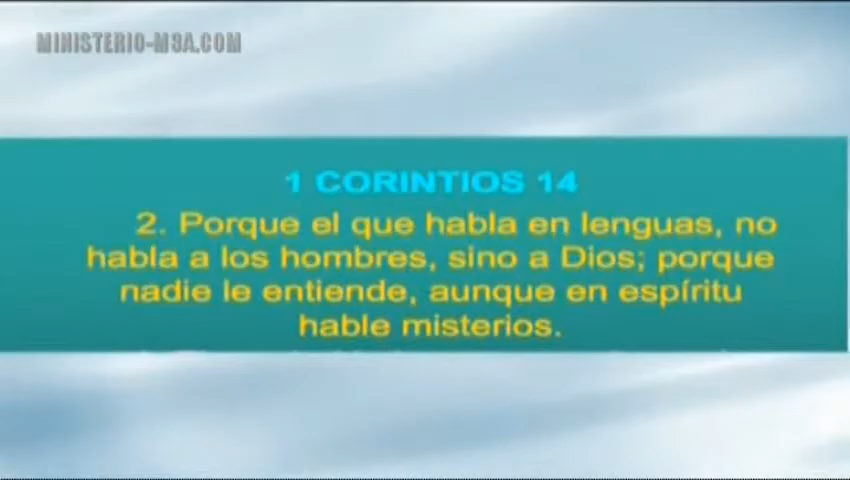 MINISTERIO-M9A.COM
1 CORINTIOS 14
2. Porque el que habla en lenguas, no
habla a los hombres, sino a Dios; porque
nadie le entiende, aunque en espíritu
hable misterios.